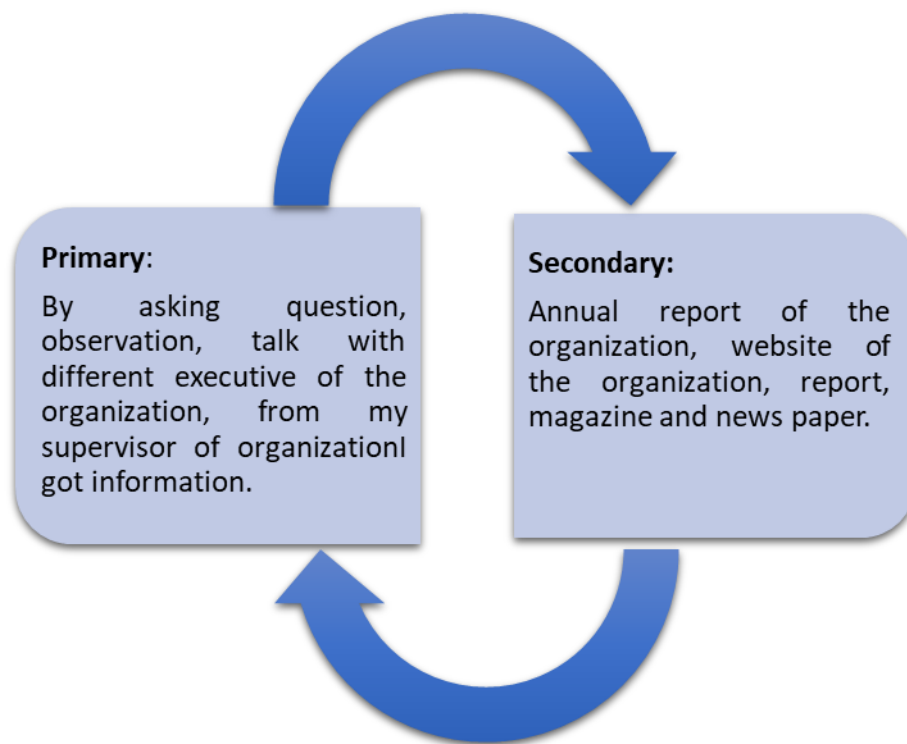 Primary:
By asking question,
observation, talk with
different executive of the
organization, from my
supervisor of organizationI
got information.
Secondary:
Annual report of the
organization, website of
the organization, report,
magazine and news paper.